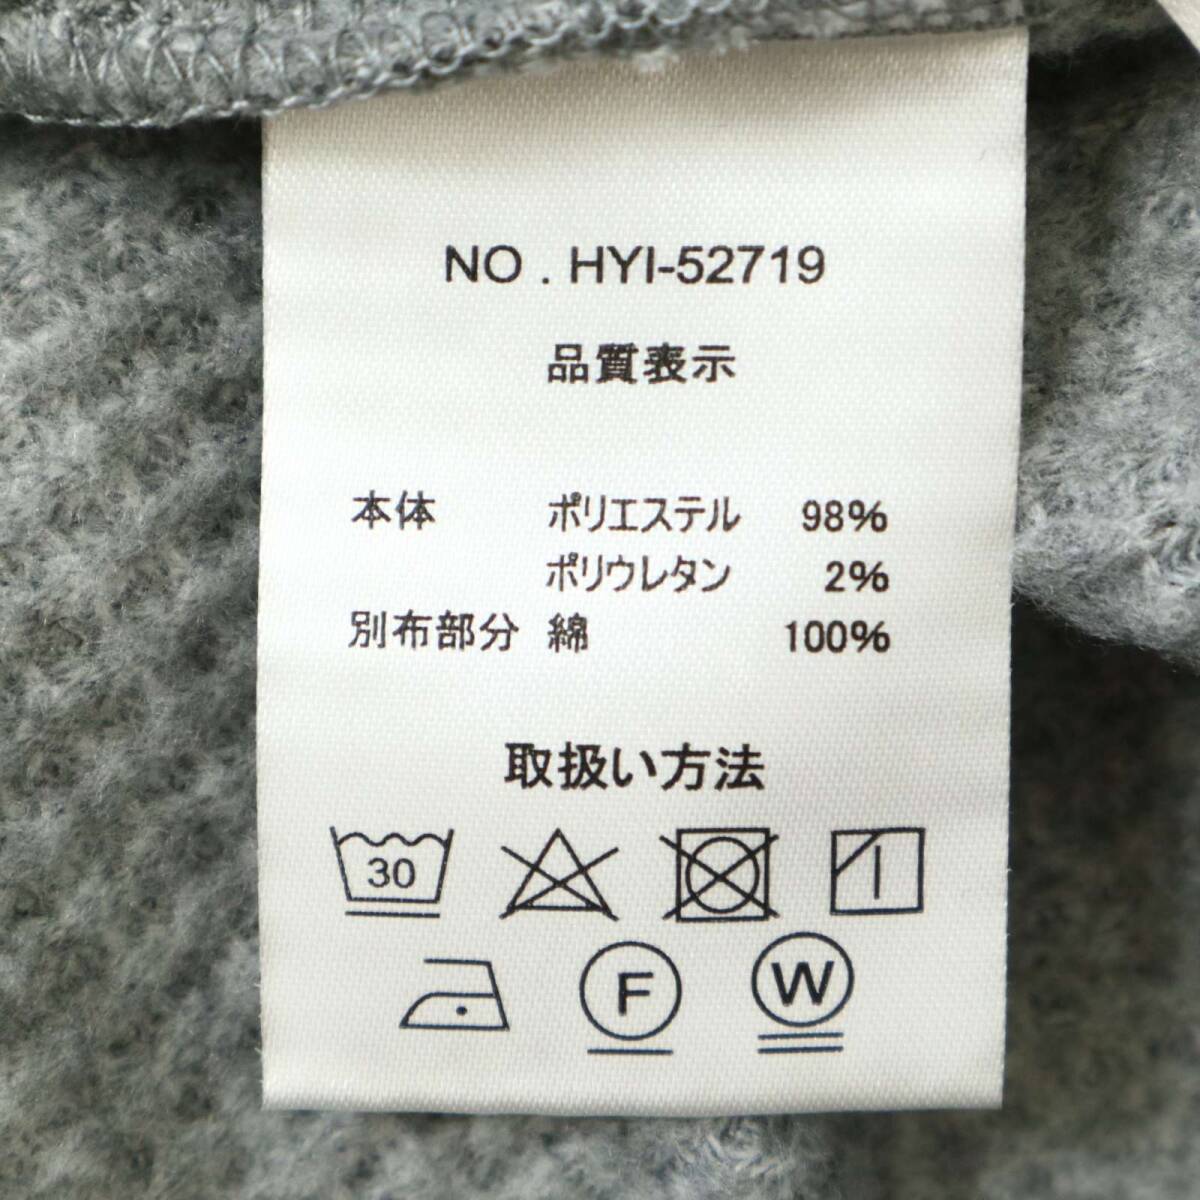 NO . HYI-52719
品質表示
本体 ポリエステル 98%
ポリウレタン 2%
別布部分 綿 100%
取扱い方法
30
F W